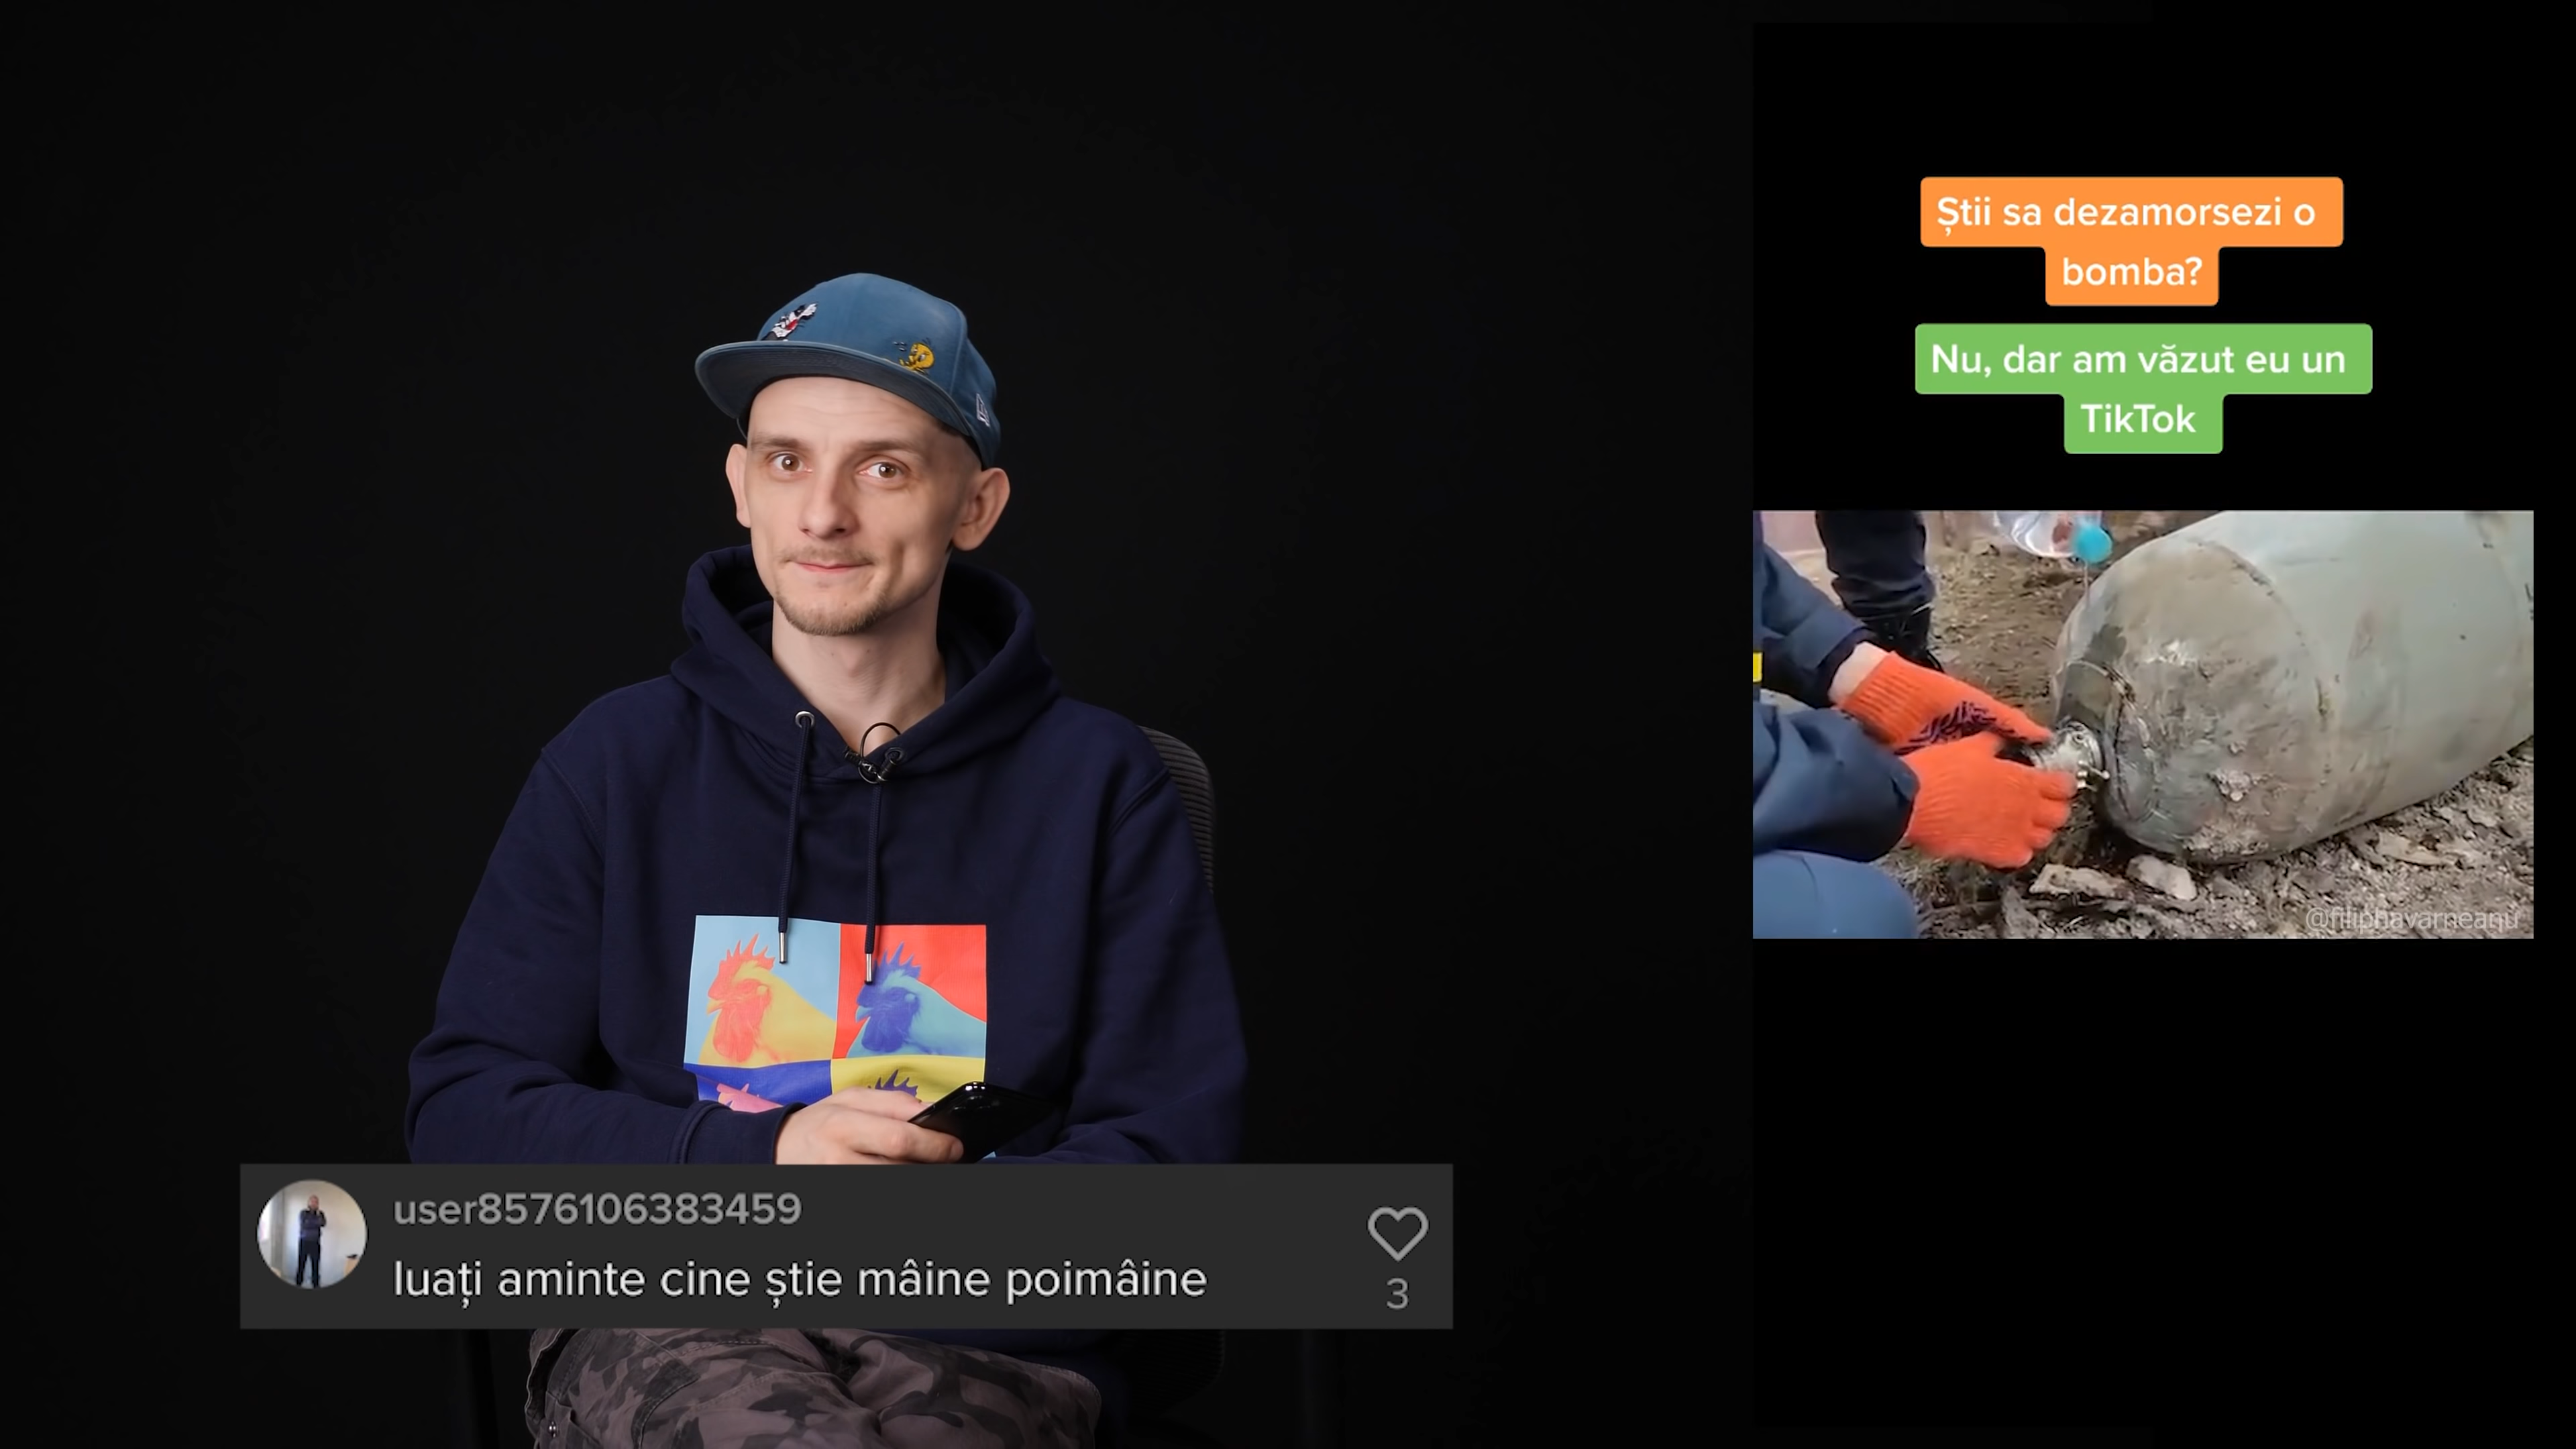 Știi sa dezamorsezi o
bomba?
Nu, dar am văzut eu un
TikTok
@filiphavarneanu
user8576106383459
luați aminte cine știe mâine poimâine
3